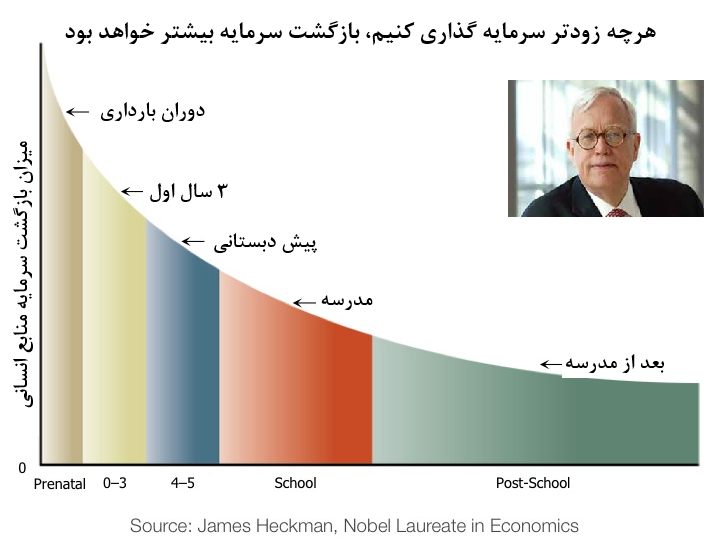 هرچه زودتر سرمایه گذاری کنیم، بازگشت سرمایه بیشتر خواهد بود
دوران بارداری
۳ سال اول
پیش دبستانی
مدرسه
بعد از مدرسه
میزان بازگشت سرمایه منابع انسانی
0
Prenatal
0–3
4–5
School
Post-School
Source: James Heckman, Nobel Laureate in Economics